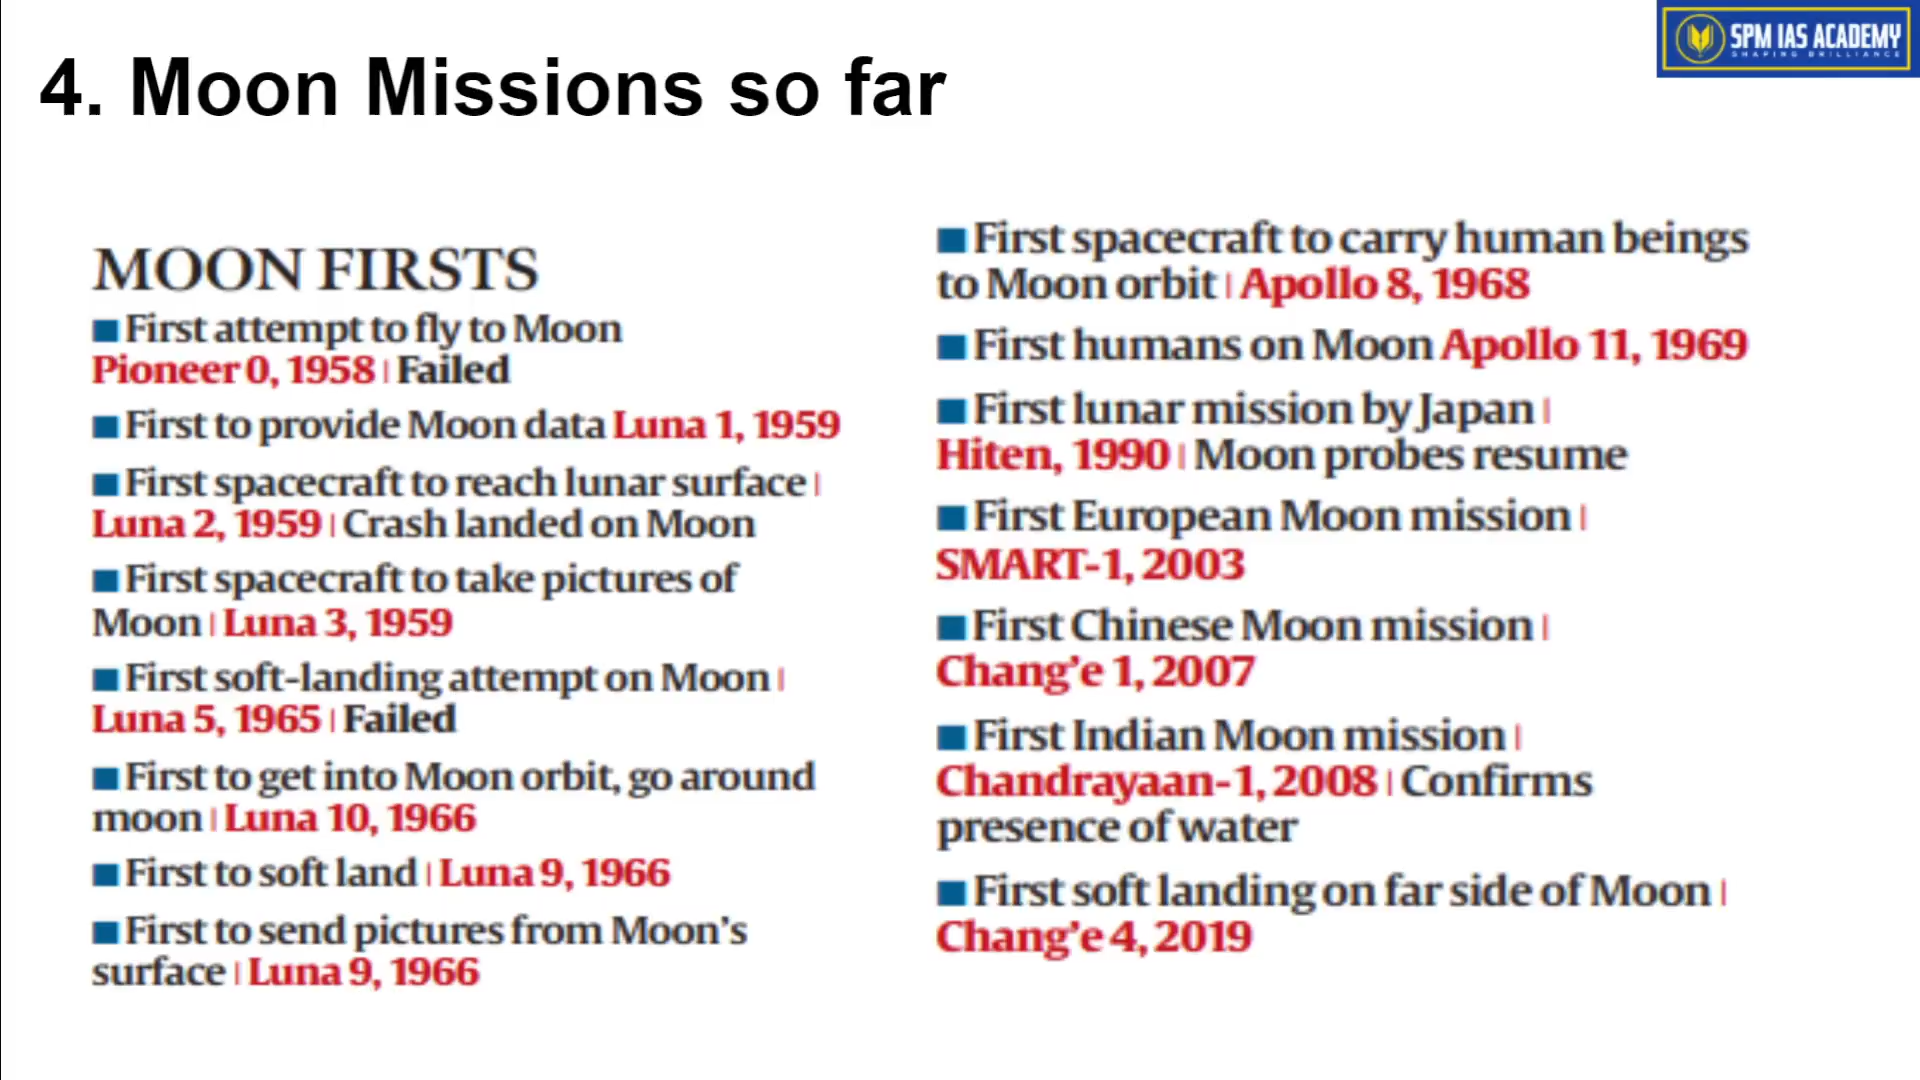 4. Moon Missions so far
SPM IAS ACADEMY
SHAPING BRILLIANCE
MOON FIRSTS
■ First attempt to fly to Moon
Pioneer 0, 1958 | Failed
■ First to provide Moon data Luna 1, 1959
■ First spacecraft to reach lunar surface |
Luna 2, 1959 | Crash landed on Moon
■ First spacecraft to take pictures of
Moon | Luna 3, 1959
■ First soft-landing attempt on Moon |
Luna 5, 1965 | Failed
■ First to get into Moon orbit, go around
moon | Luna 10, 1966
■ First to soft land | Luna 9, 1966
■ First to send pictures from Moon's
surface | Luna 9, 1966
■ First spacecraft to carry human beings
to Moon orbit | Apollo 8, 1968
■ First humans on Moon Apollo 11, 1969
■ First lunar mission by Japan |
Hiten, 1990 | Moon probes resume
■ First European Moon mission |
SMART-1, 2003
■ First Chinese Moon mission |
Chang'e 1, 2007
■ First Indian Moon mission |
Chandrayaan-1, 2008 | Confirms
presence of water
■ First soft landing on far side of Moon |
Chang'e 4, 2019